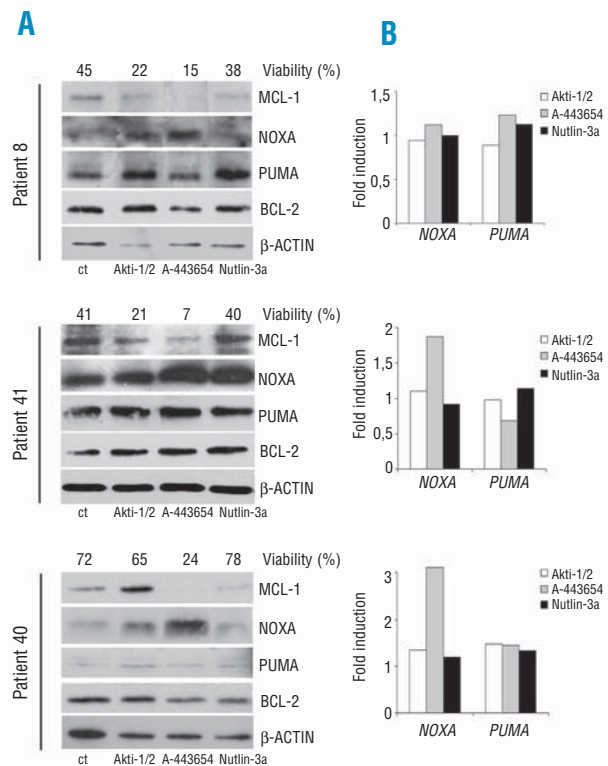 A
B
45 22 15 38 Viability (%)
Patient 8
MCL-1
NOXA
PUMA
BCL-2
β-ACTIN
ct Akti-1/2 A-443654 Nutlin-3a
1,5
1
0,5
0
Fold induction
NOXA PUMA
Akti-1/2
A-443654
Nutlin-3a
41 21 7 40 Viability (%)
Patient 41
MCL-1
NOXA
PUMA
BCL-2
β-ACTIN
ct Akti-1/2 A-443654 Nutlin-3a
2
1,5
1
0,5
0
Fold induction
NOXA PUMA
Akti-1/2
A-443654
Nutlin-3a
72 65 24 78 Viability (%)
Patient 40
MCL-1
NOXA
PUMA
BCL-2
β-ACTIN
ct Akti-1/2 A-443654 Nutlin-3a
3
2
1
0
Fold induction
NOXA PUMA
Akti-1/2
A-443654
Nutlin-3a